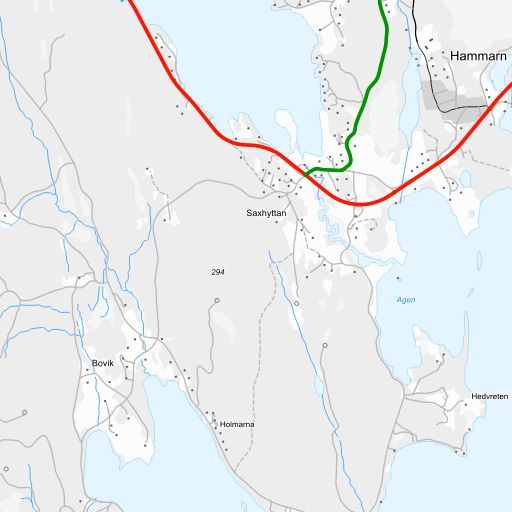 Hammarn
Saxhyttan
294
Agen
Bovik
Hedvreten
Holmarna